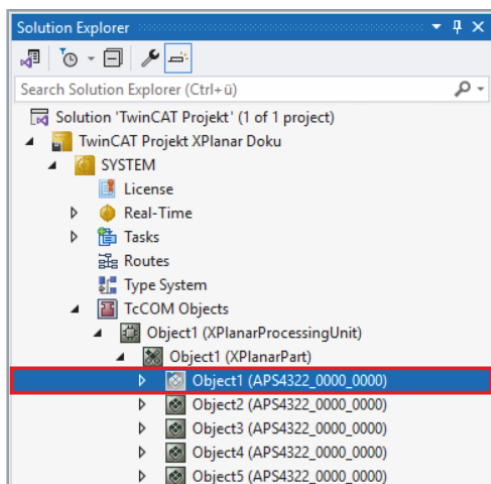 Solution Explorer
Search Solution Explorer (Ctrl+ü)
Solution 'TwinCAT Projekt' (1 of 1 project)
TwinCAT Projekt XPlanar Doku
SYSTEM
License
Real-Time
Tasks
Routes
Type System
TcCOM Objects
Object1 (XPlanarProcessingUnit)
Object1 (XPlanarPart)
Object1 (APS4322_0000_0000)
Object2 (APS4322_0000_0000)
Object3 (APS4322_0000_0000)
Object4 (APS4322_0000_0000)
Object5 (APS4322_0000_0000)